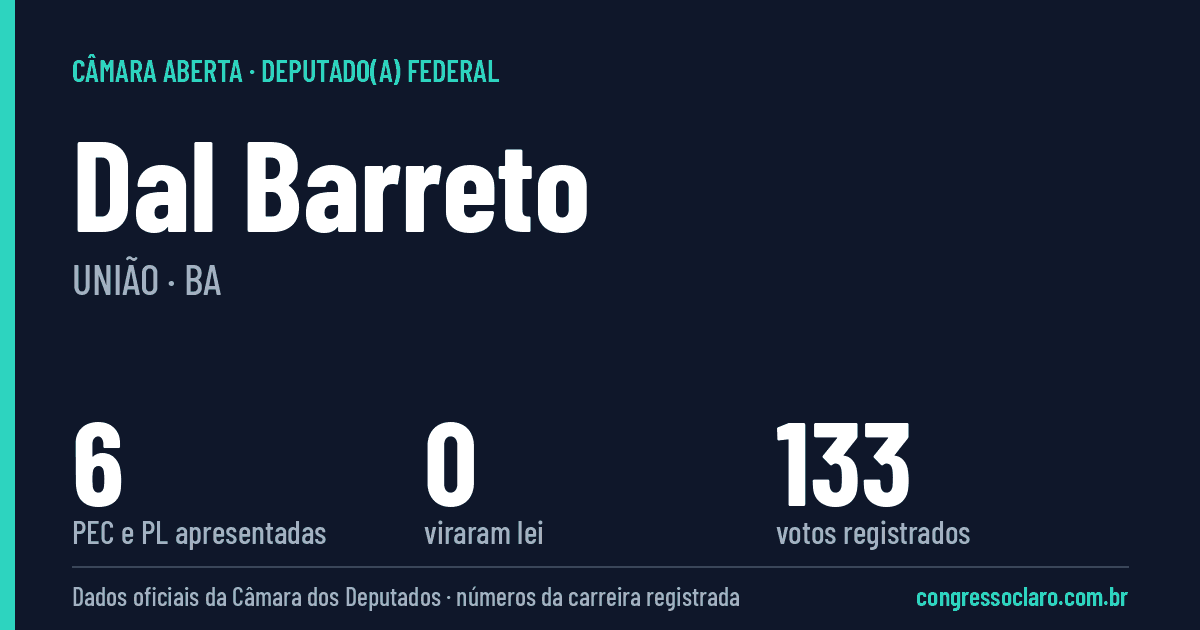 CÂMARA ABERTA · DEPUTADO(A) FEDERAL
Dal Barreto
UNIÃO · BA
6
PEC e PL apresentadas
0
viraram lei
133
votos registrados
Dados oficiais da Câmara dos Deputados · números da carreira registrada
congressoclaro.com.br